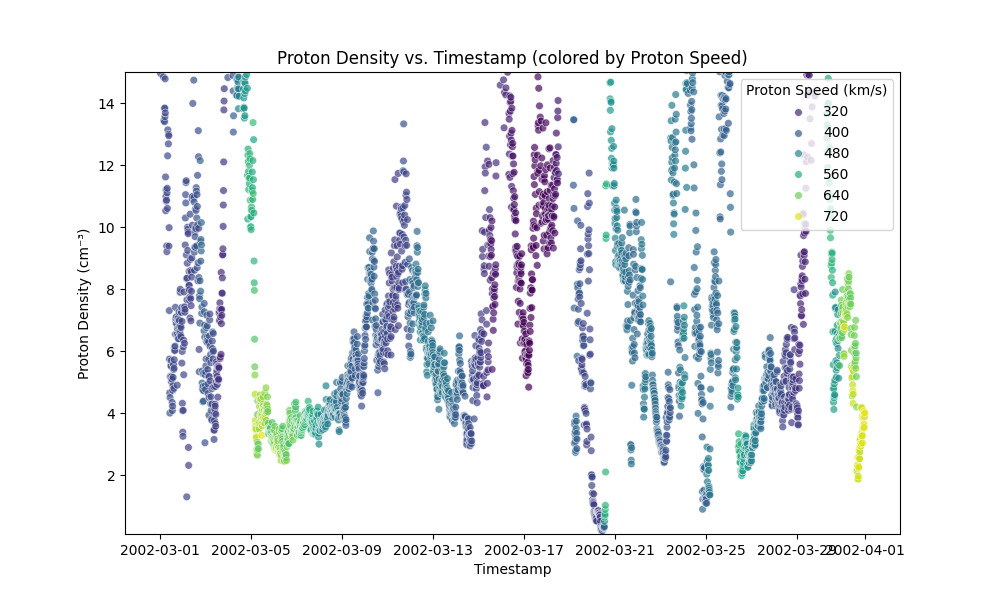 Proton Density vs. Timestamp (colored by Proton Speed)
Proton Density (cm⁻³)
14
12
10
8
6
4
2
Proton Speed (km/s)
320
400
480
560
640
720
2002-03-01 2002-03-05 2002-03-09 2002-03-13 2002-03-17 2002-03-21 2002-03-25 2002-03-29 2002-04-01
Timestamp